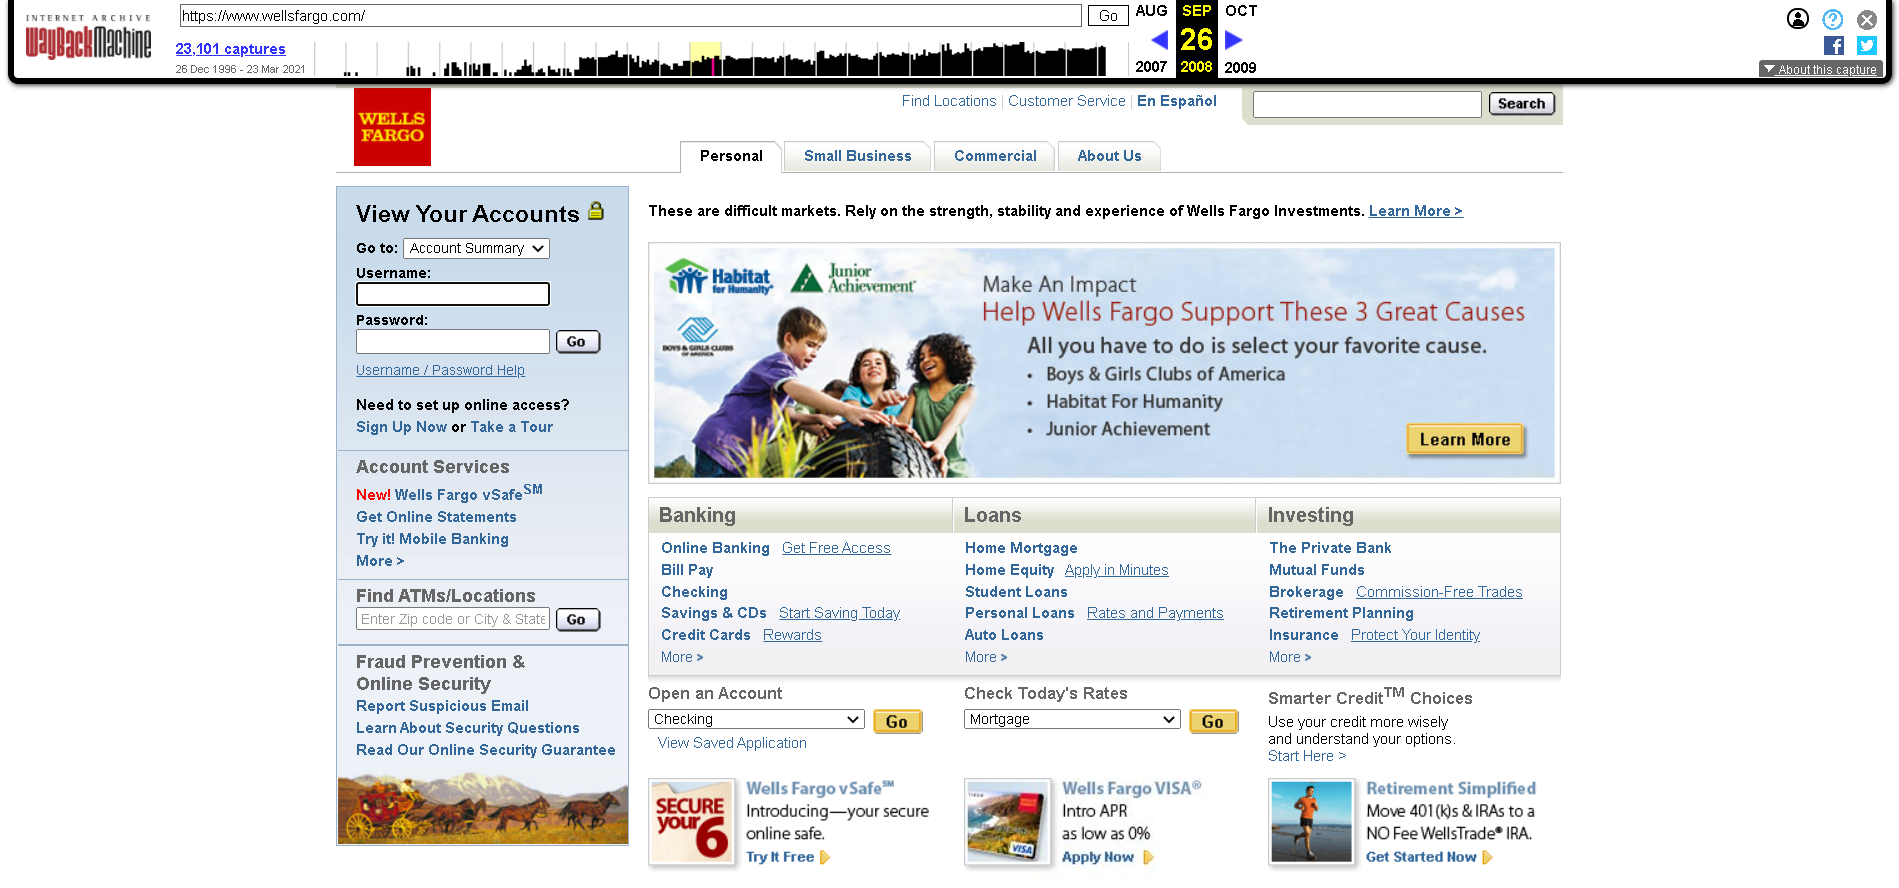 INTERNET ARCHIVE
WayBackMachine
https://www.wellsfargo.com/
Go
AUG
SEP
OCT
23,101 captures
26
26 Dec 1996 - 23 Mar 2021
2007
2008
2009
About this capture
WELLS
FARGO
Find Locations | Customer Service | En Español
Search
Personal
Small Business
Commercial
About Us
View Your Accounts
Go to: Account Summary
Username:
Password:
Go
Username / Password Help
Need to set up online access?
Sign Up Now or Take a Tour
Account Services
New! Wells Fargo vSafeSM
Get Online Statements
Try it! Mobile Banking
More >
Find ATMs/Locations
Enter Zip code or City & State
Go
Fraud Prevention &
Online Security
Report Suspicious Email
Learn About Security Questions
Read Our Online Security Guarantee
These are difficult markets. Rely on the strength, stability and experience of Wells Fargo Investments. Learn More >
Habitat
for Humanity®
Junior
Achievement®
BOYS & GIRLS CLUBS
OF AMERICA
Make An Impact
Help Wells Fargo Support These 3 Great Causes
All you have to do is select your favorite cause.
• Boys & Girls Clubs of America
• Habitat For Humanity
• Junior Achievement
Learn More
Banking
Online Banking Get Free Access
Bill Pay
Checking
Savings & CDs Start Saving Today
Credit Cards Rewards
More >
Loans
Home Mortgage
Home Equity Apply in Minutes
Student Loans
Personal Loans Rates and Payments
Auto Loans
More >
Investing
The Private Bank
Mutual Funds
Brokerage Commission-Free Trades
Retirement Planning
Insurance Protect Your Identity
More >
Open an Account
Checking
Go
View Saved Application
Check Today's Rates
Mortgage
Go
Smarter Credit™ Choices
Use your credit more wisely
and understand your options.
Start Here >
SECURE
your 6
Wells Fargo vSafe℠
Introducing—your secure
online safe.
Try It Free
VISA
Wells Fargo VISA®
Intro APR
as low as 0%
Apply Now
Retirement Simplified
Move 401(k)s & IRAs to a
NO Fee WellsTrade® IRA.
Get Started Now